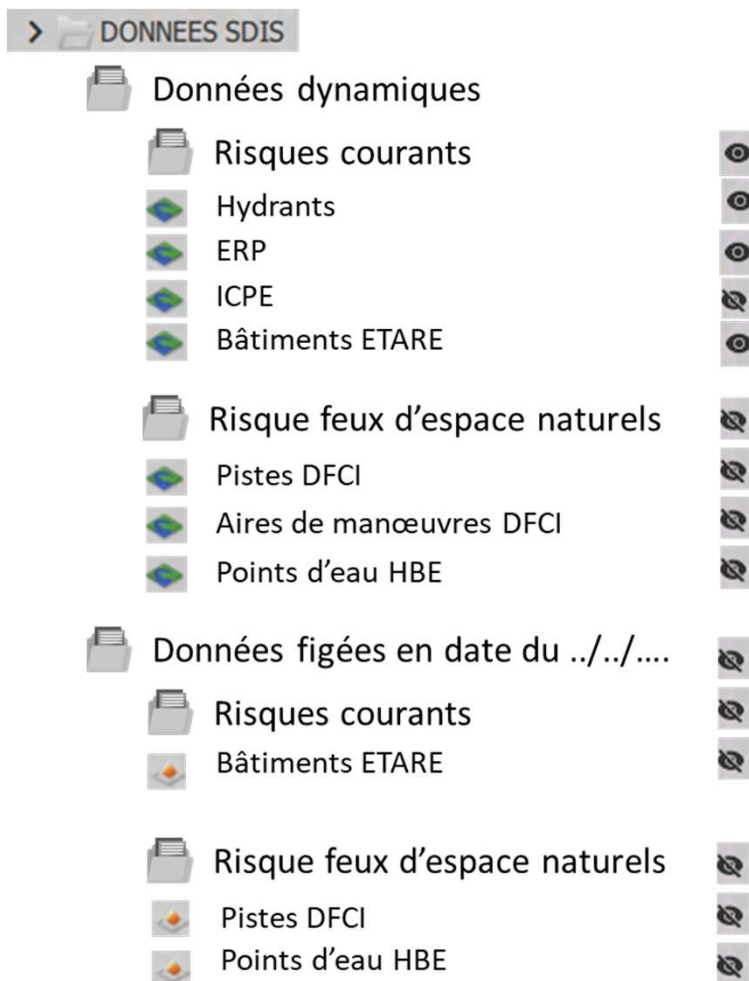 DONNEES SDIS
Données dynamiques
Risques courants
Hydrants
ERP
ICPE
Bâtiments ETARE
Risque feux d’espace naturels
Pistes DFCI
Aires de manœuvres DFCI
Points d’eau HBE
Données figées en date du ../../....
Risques courants
Bâtiments ETARE
Risque feux d’espace naturels
Pistes DFCI
Points d’eau HBE